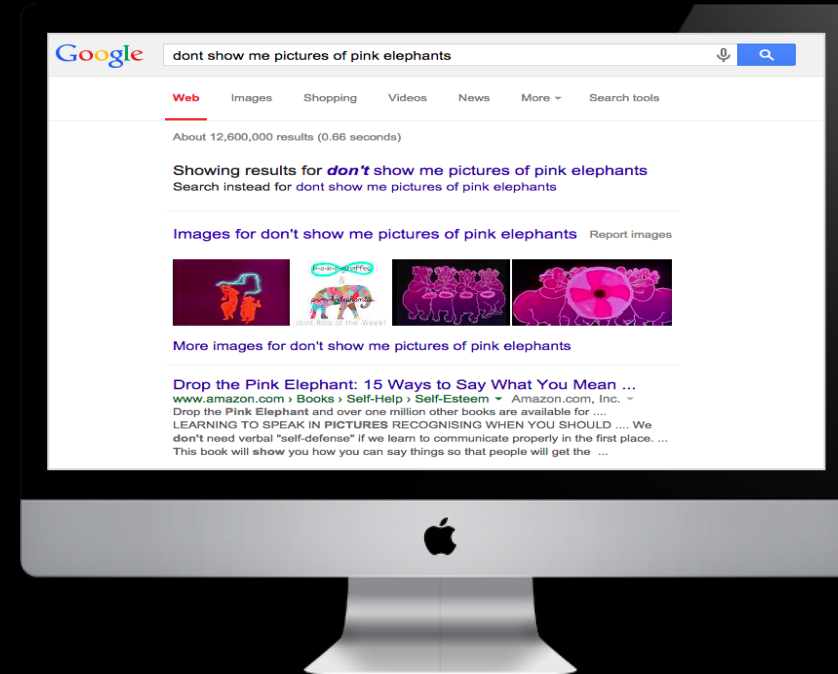 Google dont show me pictures of pink elephants
Web Images Shopping Videos News More Search tools
About 12,600,000 results (0.66 seconds)
Showing results for don't show me pictures of pink elephants
Search instead for dont show me pictures of pink elephants
Images for don't show me pictures of pink elephants Report images
&
Joint Blog of the Week!
More images for don't show me pictures of pink elephants
Drop the Pink Elephant: 15 Ways to Say What You Mean ...
www.amazon.com › Books › Self-Help › Self-Esteem Amazon.com, Inc.
Drop the Pink Elephant and over one million other books are available for ....
LEARNING TO SPEAK IN PICTURES RECOGNISING WHEN YOU SHOULD .... We
don't need verbal "self-defense" if we learn to communicate properly in the first place. ...
This book will show you how you can say things so that people will get the ...